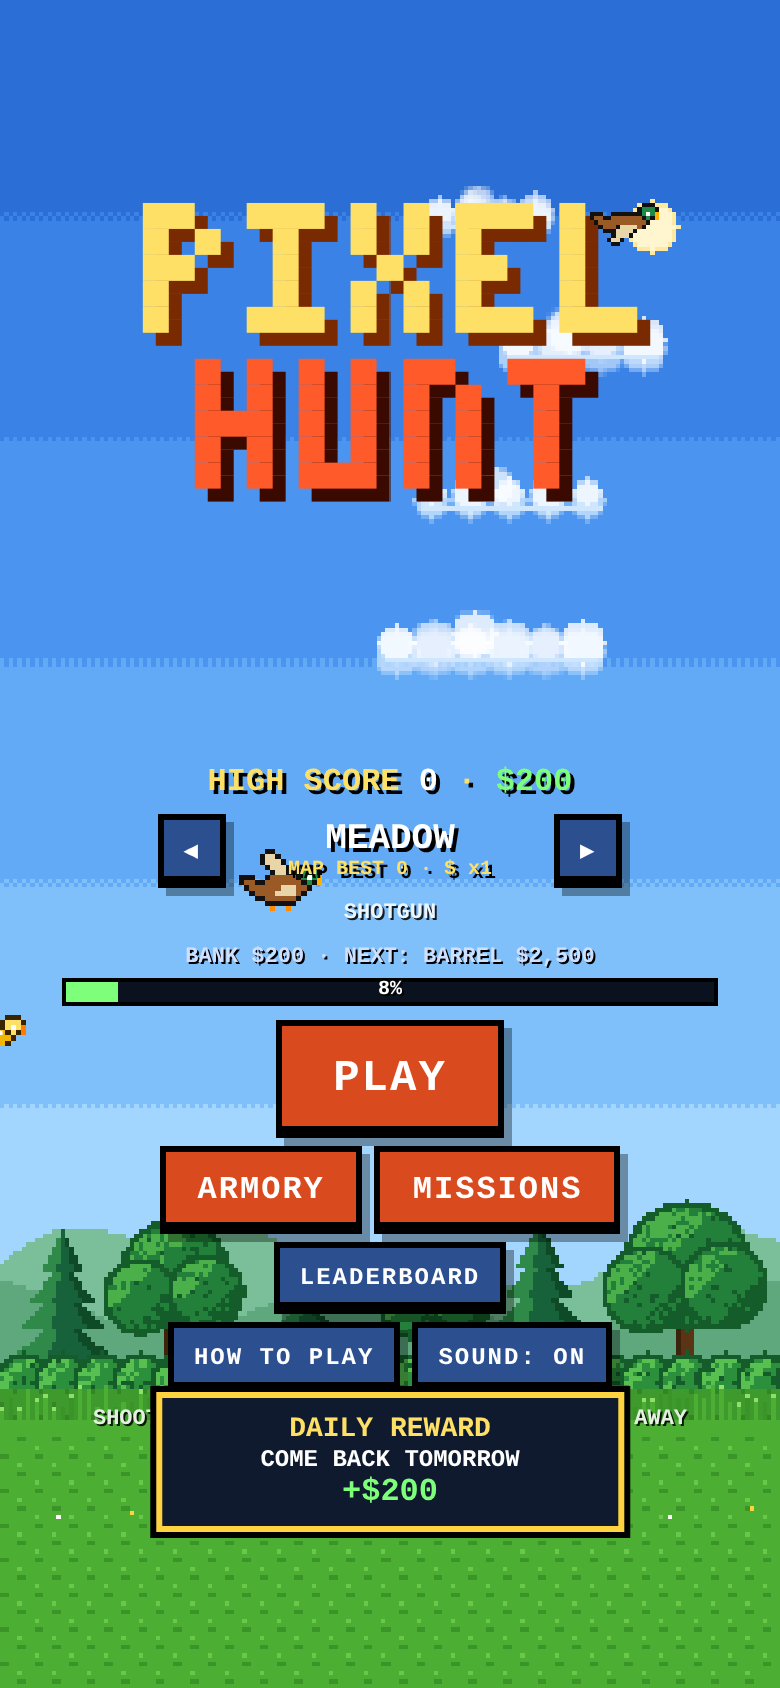 PIXEL
HUNT
HIGH SCORE 0 · $200
◀ MEADOW ▶
MAP BEST 0 · $ x1
SHOTGUN
BANK $200 · NEXT: BARREL $2,500
8%
PLAY
ARMORY MISSIONS
LEADERBOARD
HOW TO PLAY SOUND: ON
SHOOT AWAY
DAILY REWARD
COME BACK TOMORROW
+$200